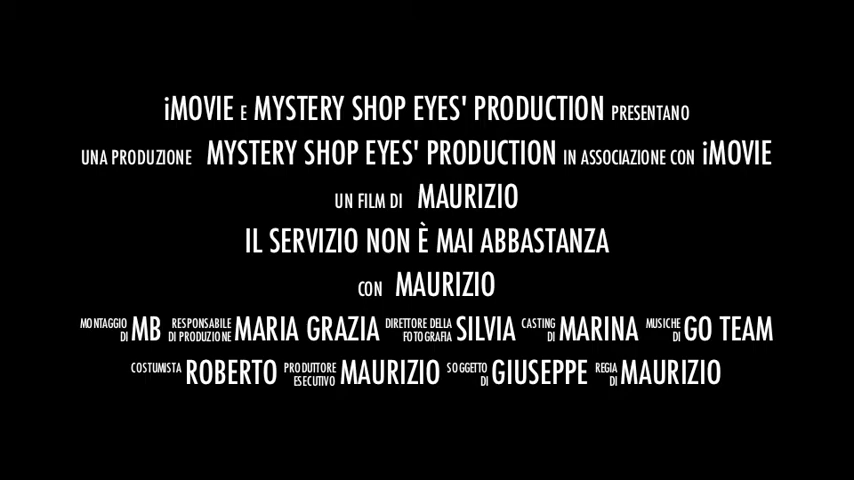 iMOVIE E MYSTERY SHOP EYES' PRODUCTION PRESENTANO
UNA PRODUZIONE MYSTERY SHOP EYES' PRODUCTION IN ASSOCIAZIONE CON iMOVIE
UN FILM DI MAURIZIO
IL SERVIZIO NON È MAI ABBASTANZA
CON MAURIZIO
MONTAGGIO DI MB RESPONSABILE DI PRODUZIONE MARIA GRAZIA DIRETTORE DELLA FOTOGRAFIA SILVIA CASTING DI MARINA MUSICHE DI GO TEAM
COSTUMISTA ROBERTO PRODUTTORE ESECUTIVO MAURIZIO SOGGETTO DI GIUSEPPE REGIA DI MAURIZIO